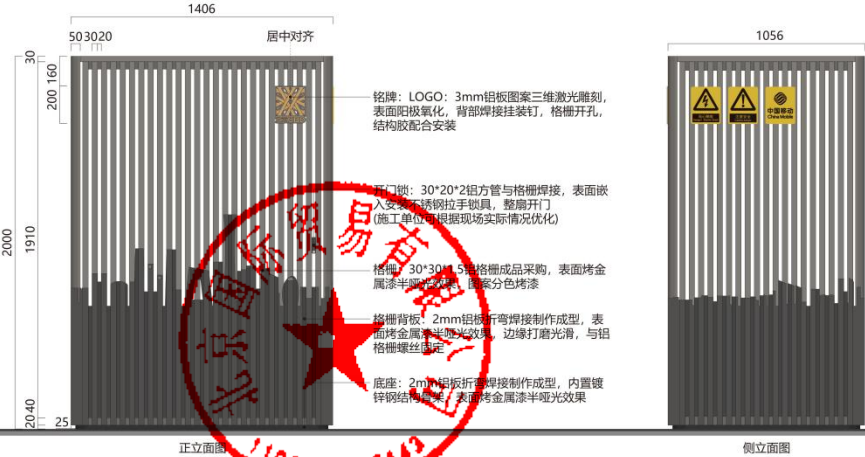 1406
1056
503020
居中对齐
30
160
200
1910
2000
2040
25
铭牌：LOGO：3mm铝板图案三维激光雕刻，
表面阳极氧化，背部焊接挂装钉，格栅开孔，
结构胶配合安装
开门锁：30*20*2铝方管与格栅焊接，表面嵌
入安装不锈钢拉手锁具，整扇开门
(施工单位可根据现场实际情况优化)
格栅：30*30*1.5铝格栅成品采购，表面烤金
属漆半哑光效果，图案分色烤漆
格栅背板：2mm铝板折弯焊接制作成型，表
面烤金属漆半哑光效果，边缘打磨光滑，与铝
格栅螺丝固定
底座：2mm铝板折弯焊接制作成型，内置镀
锌钢结构骨架，表面烤金属漆半哑光效果
中国移动
China Mobile
北京国际贸易有限公司
正立面图
侧立面图